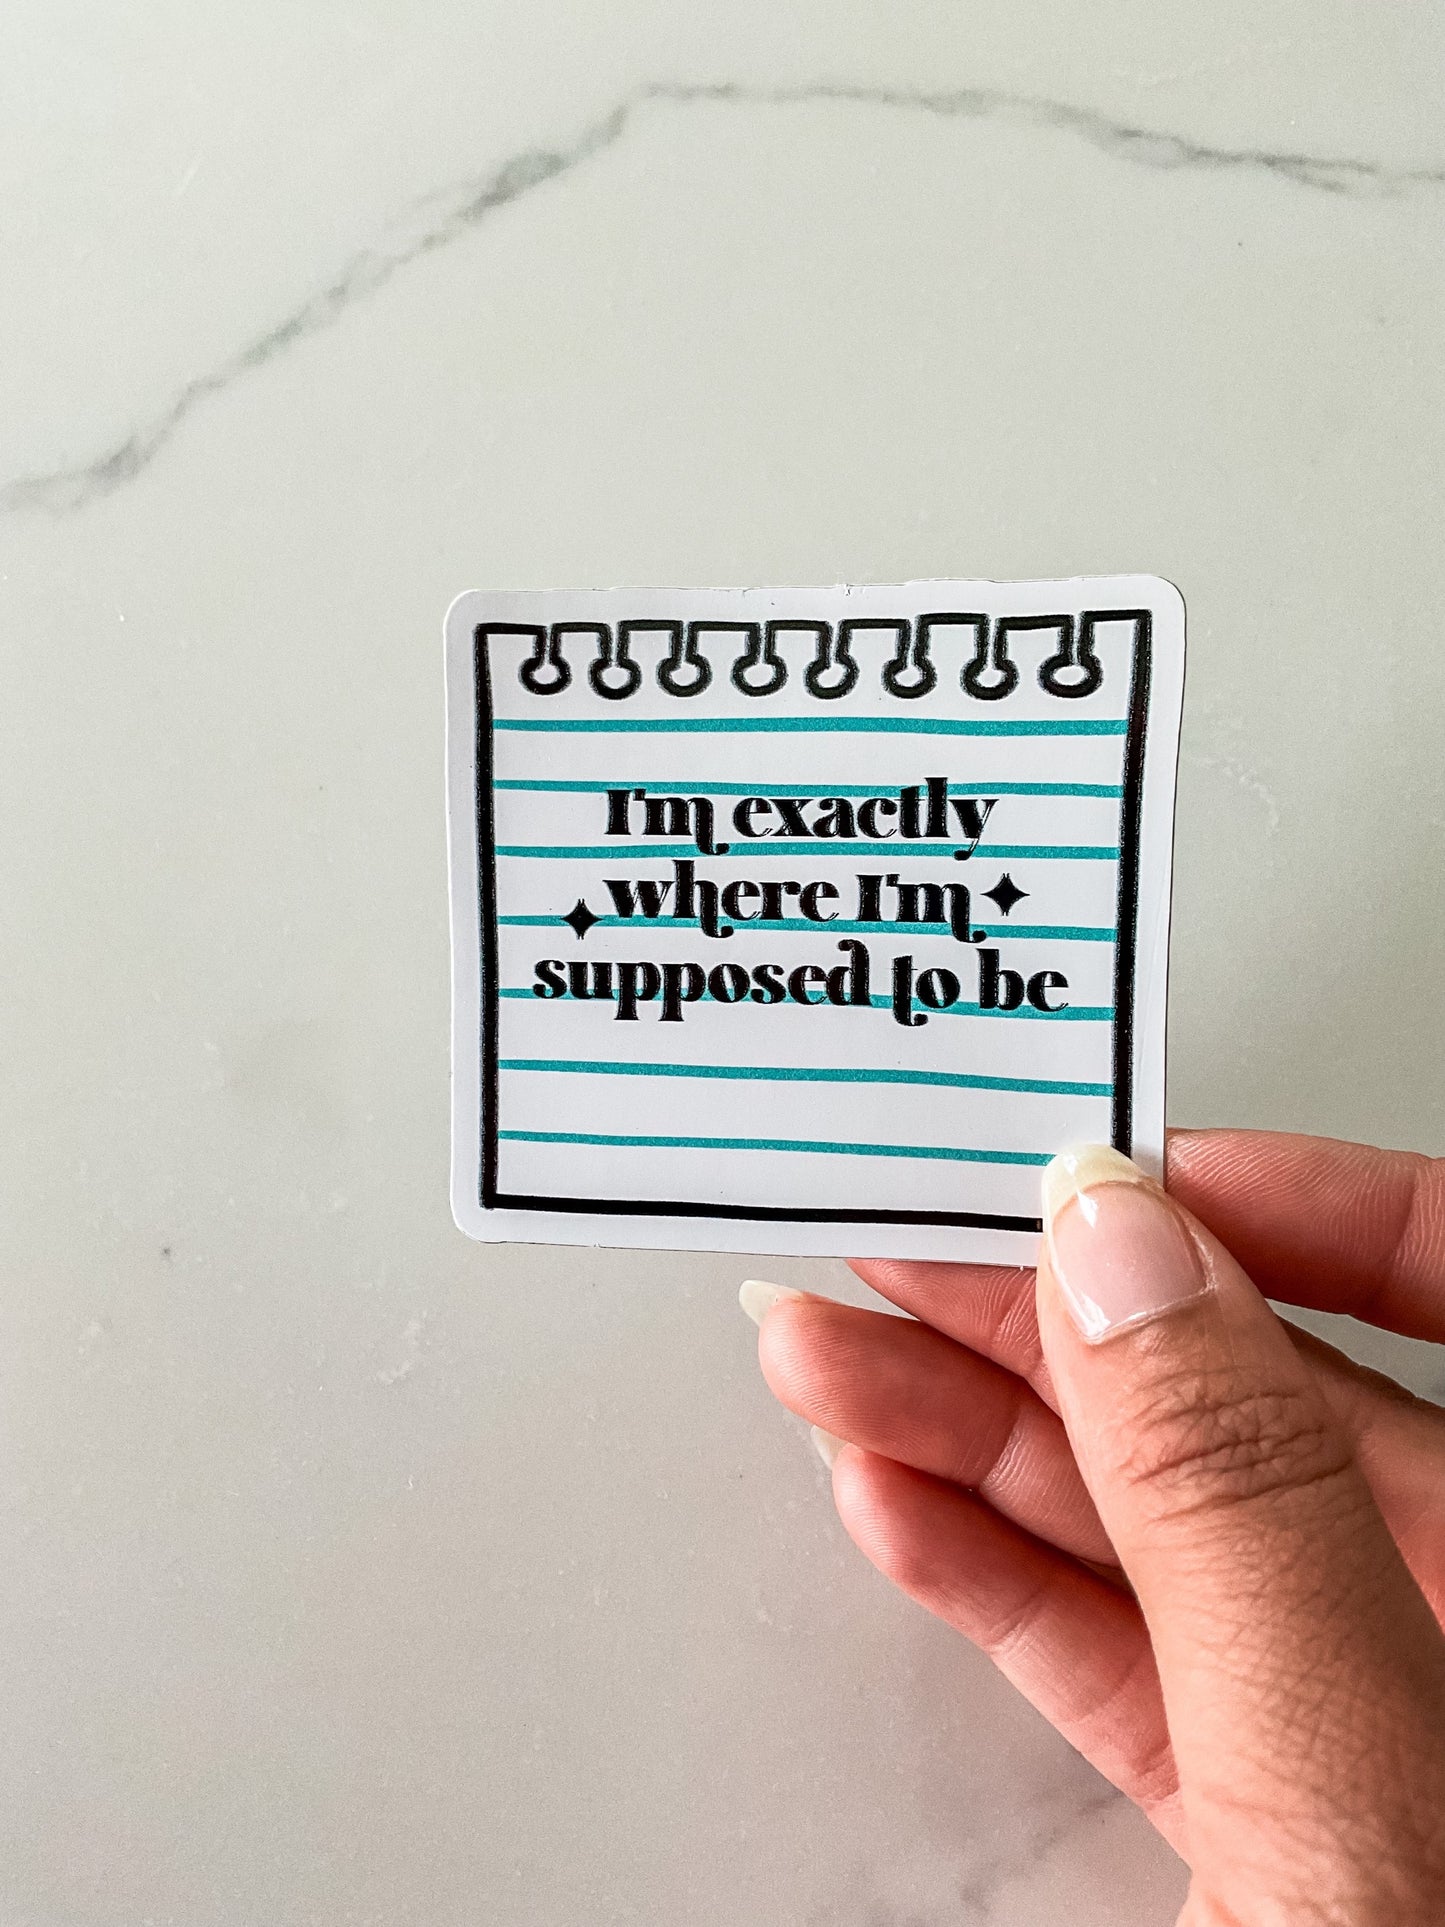 I'm exactly
where I'm
supposed to be